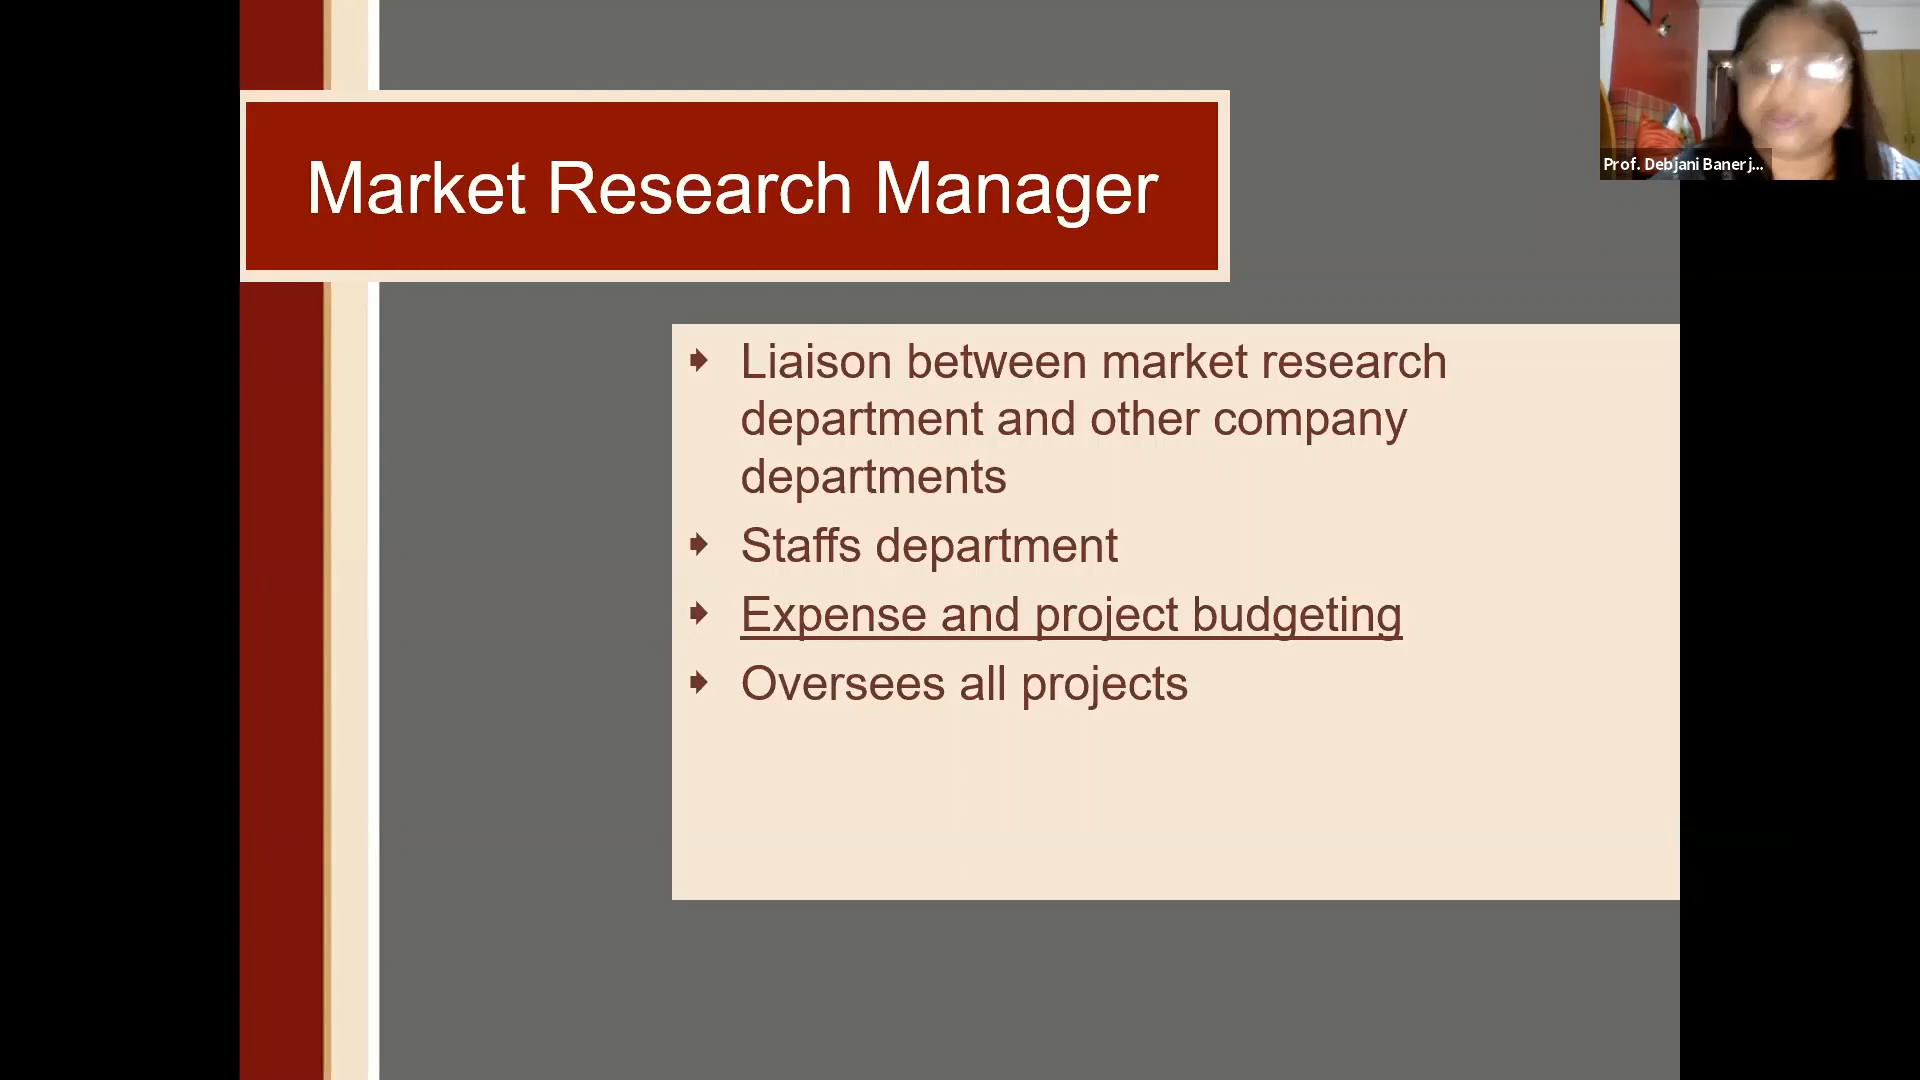 Market Research Manager
Prof. Debjani Banerj...
Liaison between market research
department and other company
departments
Staffs department
Expense and project budgeting
Oversees all projects